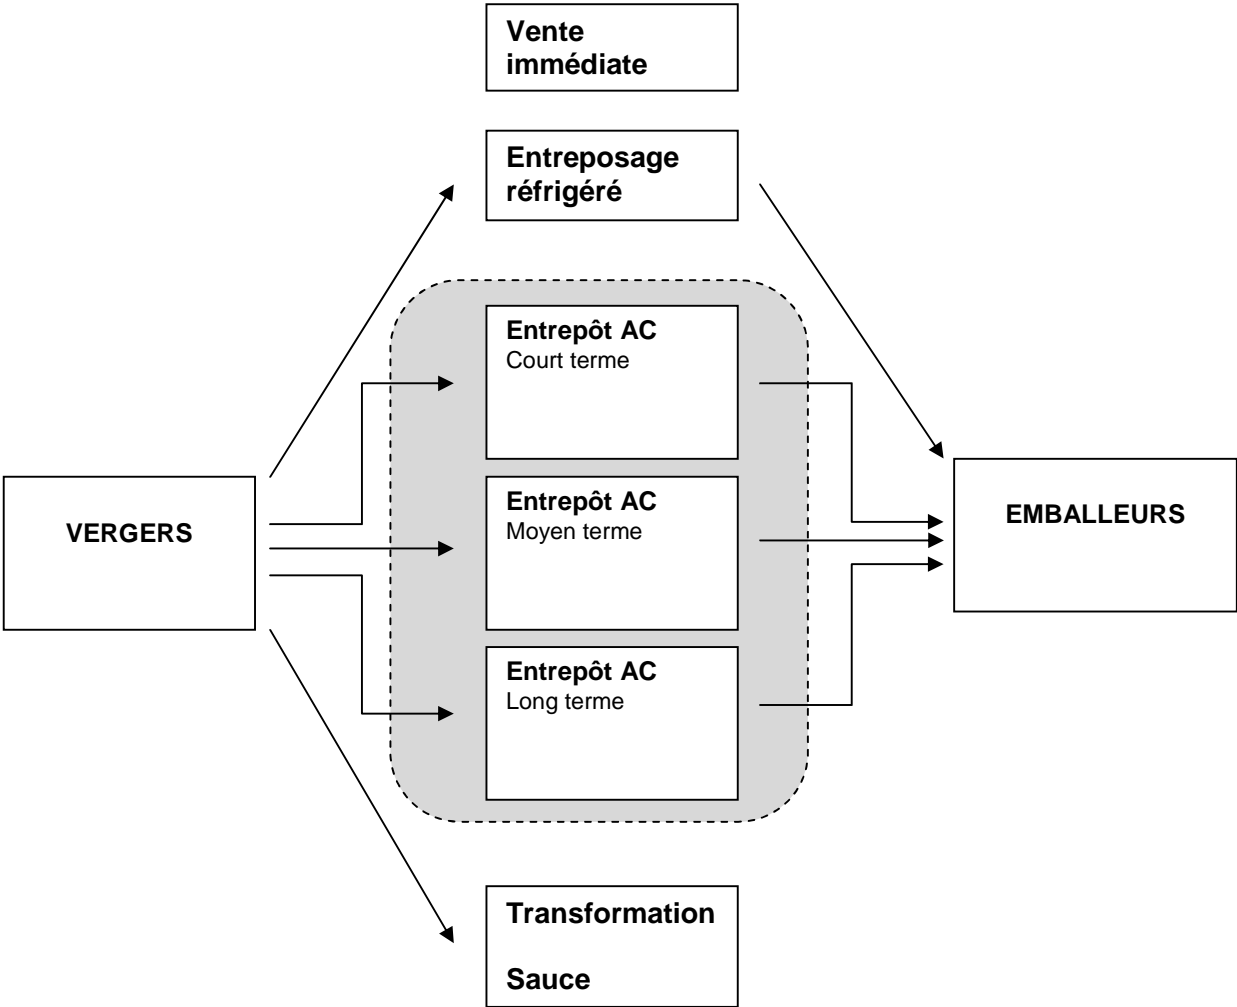 Vente
immédiate
Entreposage
réfrigéré
Entrepôt AC
Court terme
VERGERS
Entrepôt AC
Moyen terme
EMBALLEURS
Entrepôt AC
Long terme
Transformation
Sauce